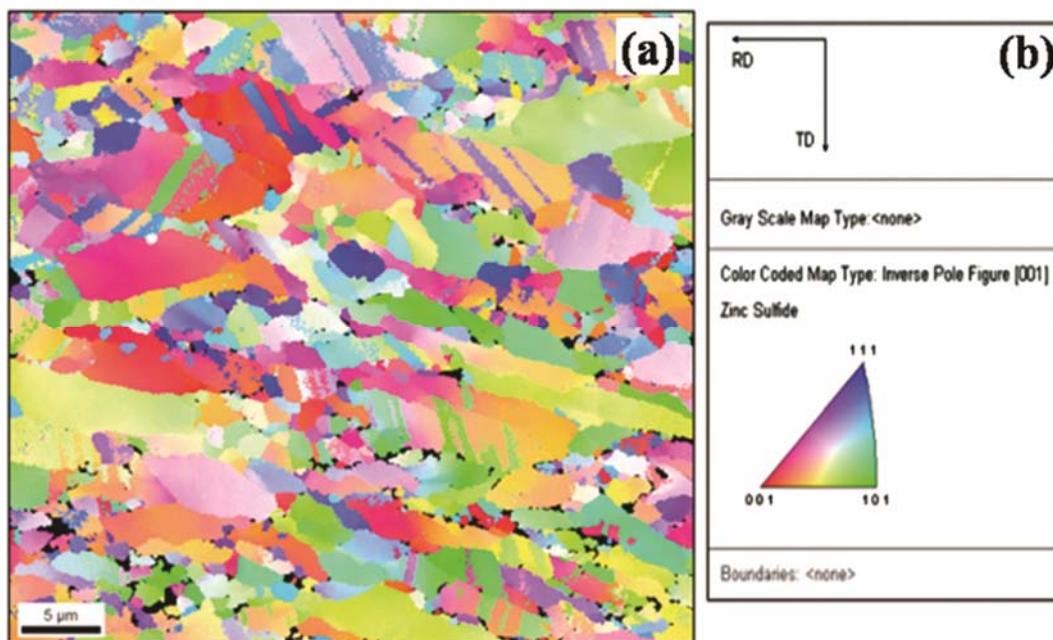 (a)
5 µm
(b)
RD
TD
Gray Scale Map Type:<none>
Color Coded Map Type: Inverse Pole Figure [001]
Zinc Sulfide
111
001 101
Boundaries: <none>